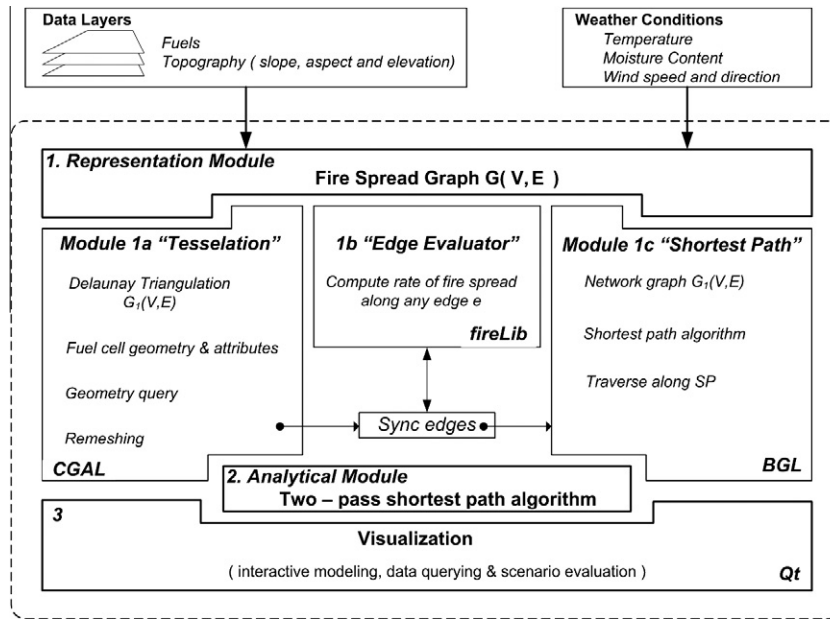 Data Layers
Fuels
Topography ( slope, aspect and elevation)
Weather Conditions
Temperature
Moisture Content
Wind speed and direction
1. Representation Module
Fire Spread Graph G( V, E )
Module 1a “Tesselation”
Delaunay Triangulation
G₁(V,E)
Fuel cell geometry & attributes
Geometry query
Remeshing
CGAL
1b “Edge Evaluator”
Compute rate of fire spread
along any edge e
fireLib
Sync edges
Module 1c “Shortest Path”
Network graph G₁(V,E)
Shortest path algorithm
Traverse along SP
BGL
2. Analytical Module
Two – pass shortest path algorithm
3
Visualization
( interactive modeling, data querying & scenario evaluation )
Qt